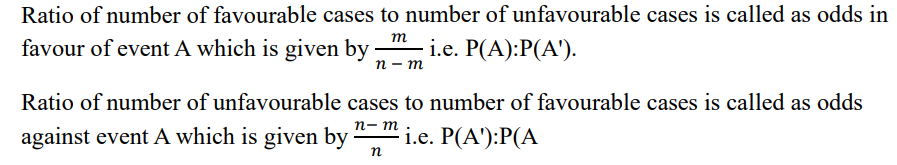 Ratio of number of favourable cases to number of unfavourable cases is called as odds in
favour of event A which is given by m/(n − m) i.e. P(A):P(A').
Ratio of number of unfavourable cases to number of favourable cases is called as odds
against event A which is given by (n− m)/n i.e. P(A'):P(A